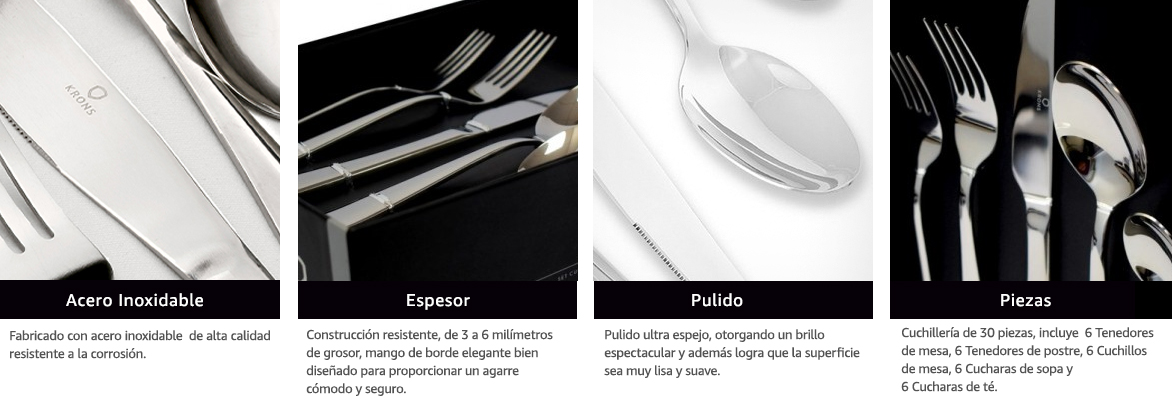 KRONS
Acero Inoxidable
Fabricado con acero inoxidable de alta calidad
resistente a la corrosión.
Espesor
Construcción resistente, de 3 a 6 milímetros
de grosor, mango de borde elegante bien
diseñado para proporcionar un agarre
cómodo y seguro.
Pulido
Pulido ultra espejo, otorgando un brillo
espectacular y además logra que la superficie
sea muy lisa y suave.
KRONS
Piezas
Cuchillería de 30 piezas, incluye 6 Tenedores
de mesa, 6 Tenedores de postre, 6 Cuchillos
de mesa, 6 Cucharas de sopa y
6 Cucharas de té.